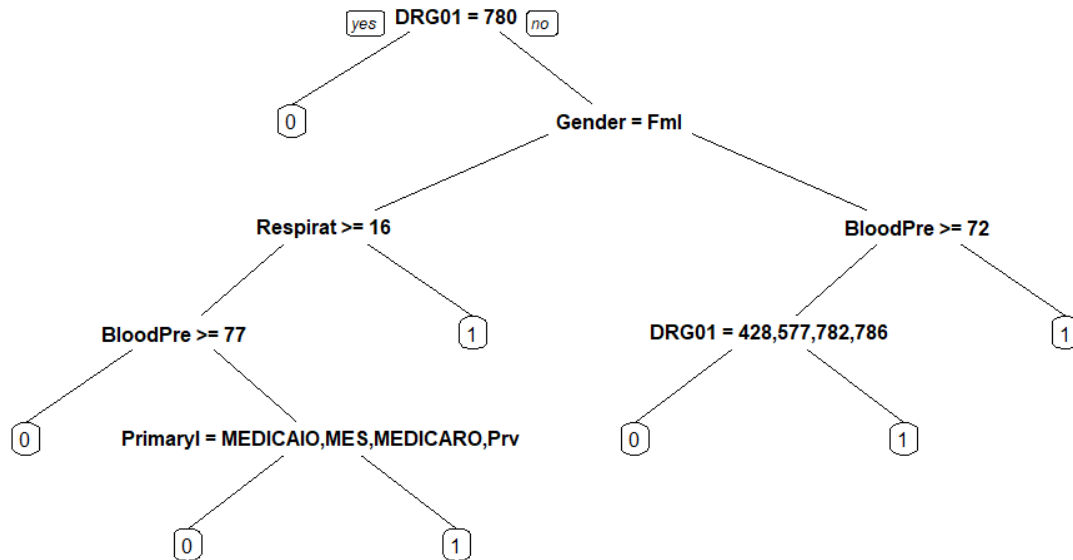 yes DRG01 = 780 no
0
Gender = Fml
Respirat >= 16
BloodPre >= 72
BloodPre >= 77
1
DRG01 = 428,577,782,786
1
0
PrimaryI = MEDICAIO,MES,MEDICARO,Prv
0
1
0
1